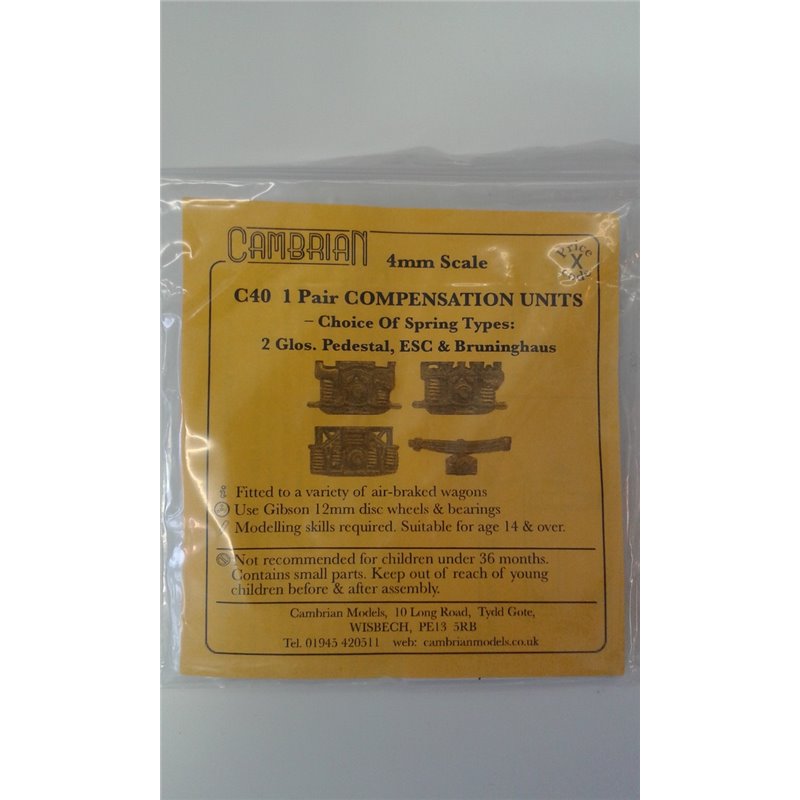 CAMBRIAN
4mm Scale
Price
X
Code
C40 1 Pair COMPENSATION UNITS
– Choice Of Spring Types:
2 Glos. Pedestal, ESC & Bruninghaus
Fitted to a variety of air-braked wagons
Use Gibson 12mm disc wheels & bearings
Modelling skills required. Suitable for age 14 & over.
Not recommended for children under 36 months.
Contains small parts. Keep out of reach of young
children before & after assembly.
Cambrian Models, 10 Long Road, Tydd Gote,
WISBECH, PE13 5RB
Tel. 01945 420511 web: cambrianmodels.co.uk